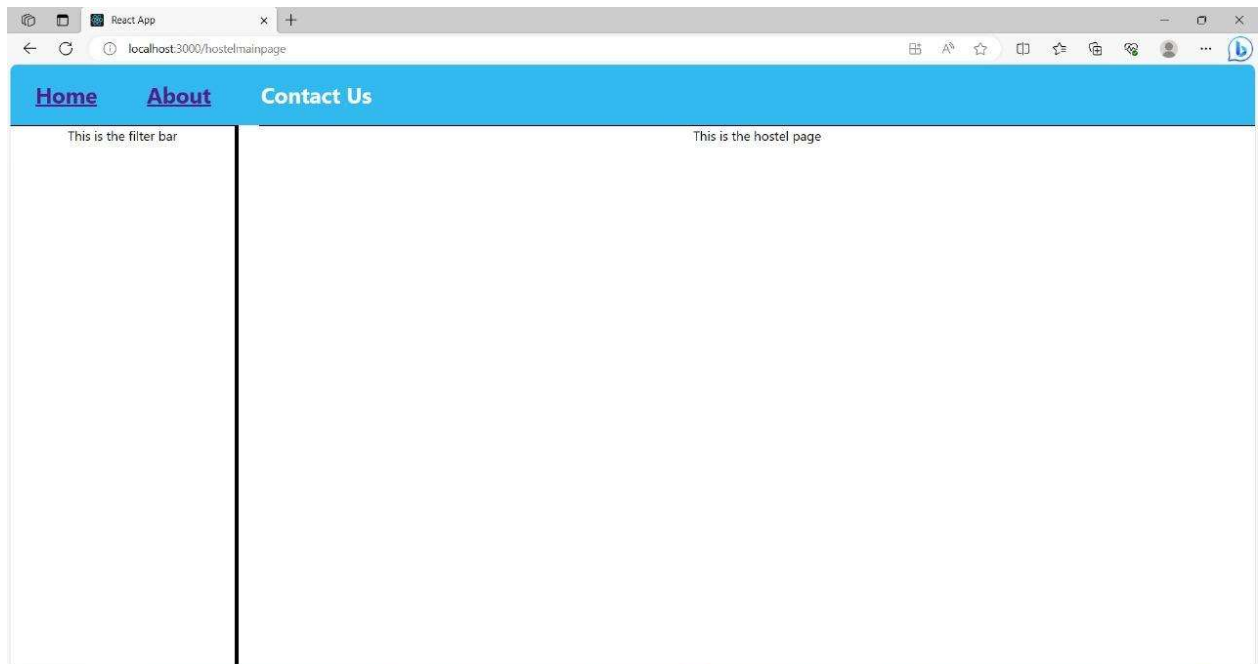 React App
localhost:3000/hostelmainpage
Home About Contact Us
This is the filter bar
This is the hostel page